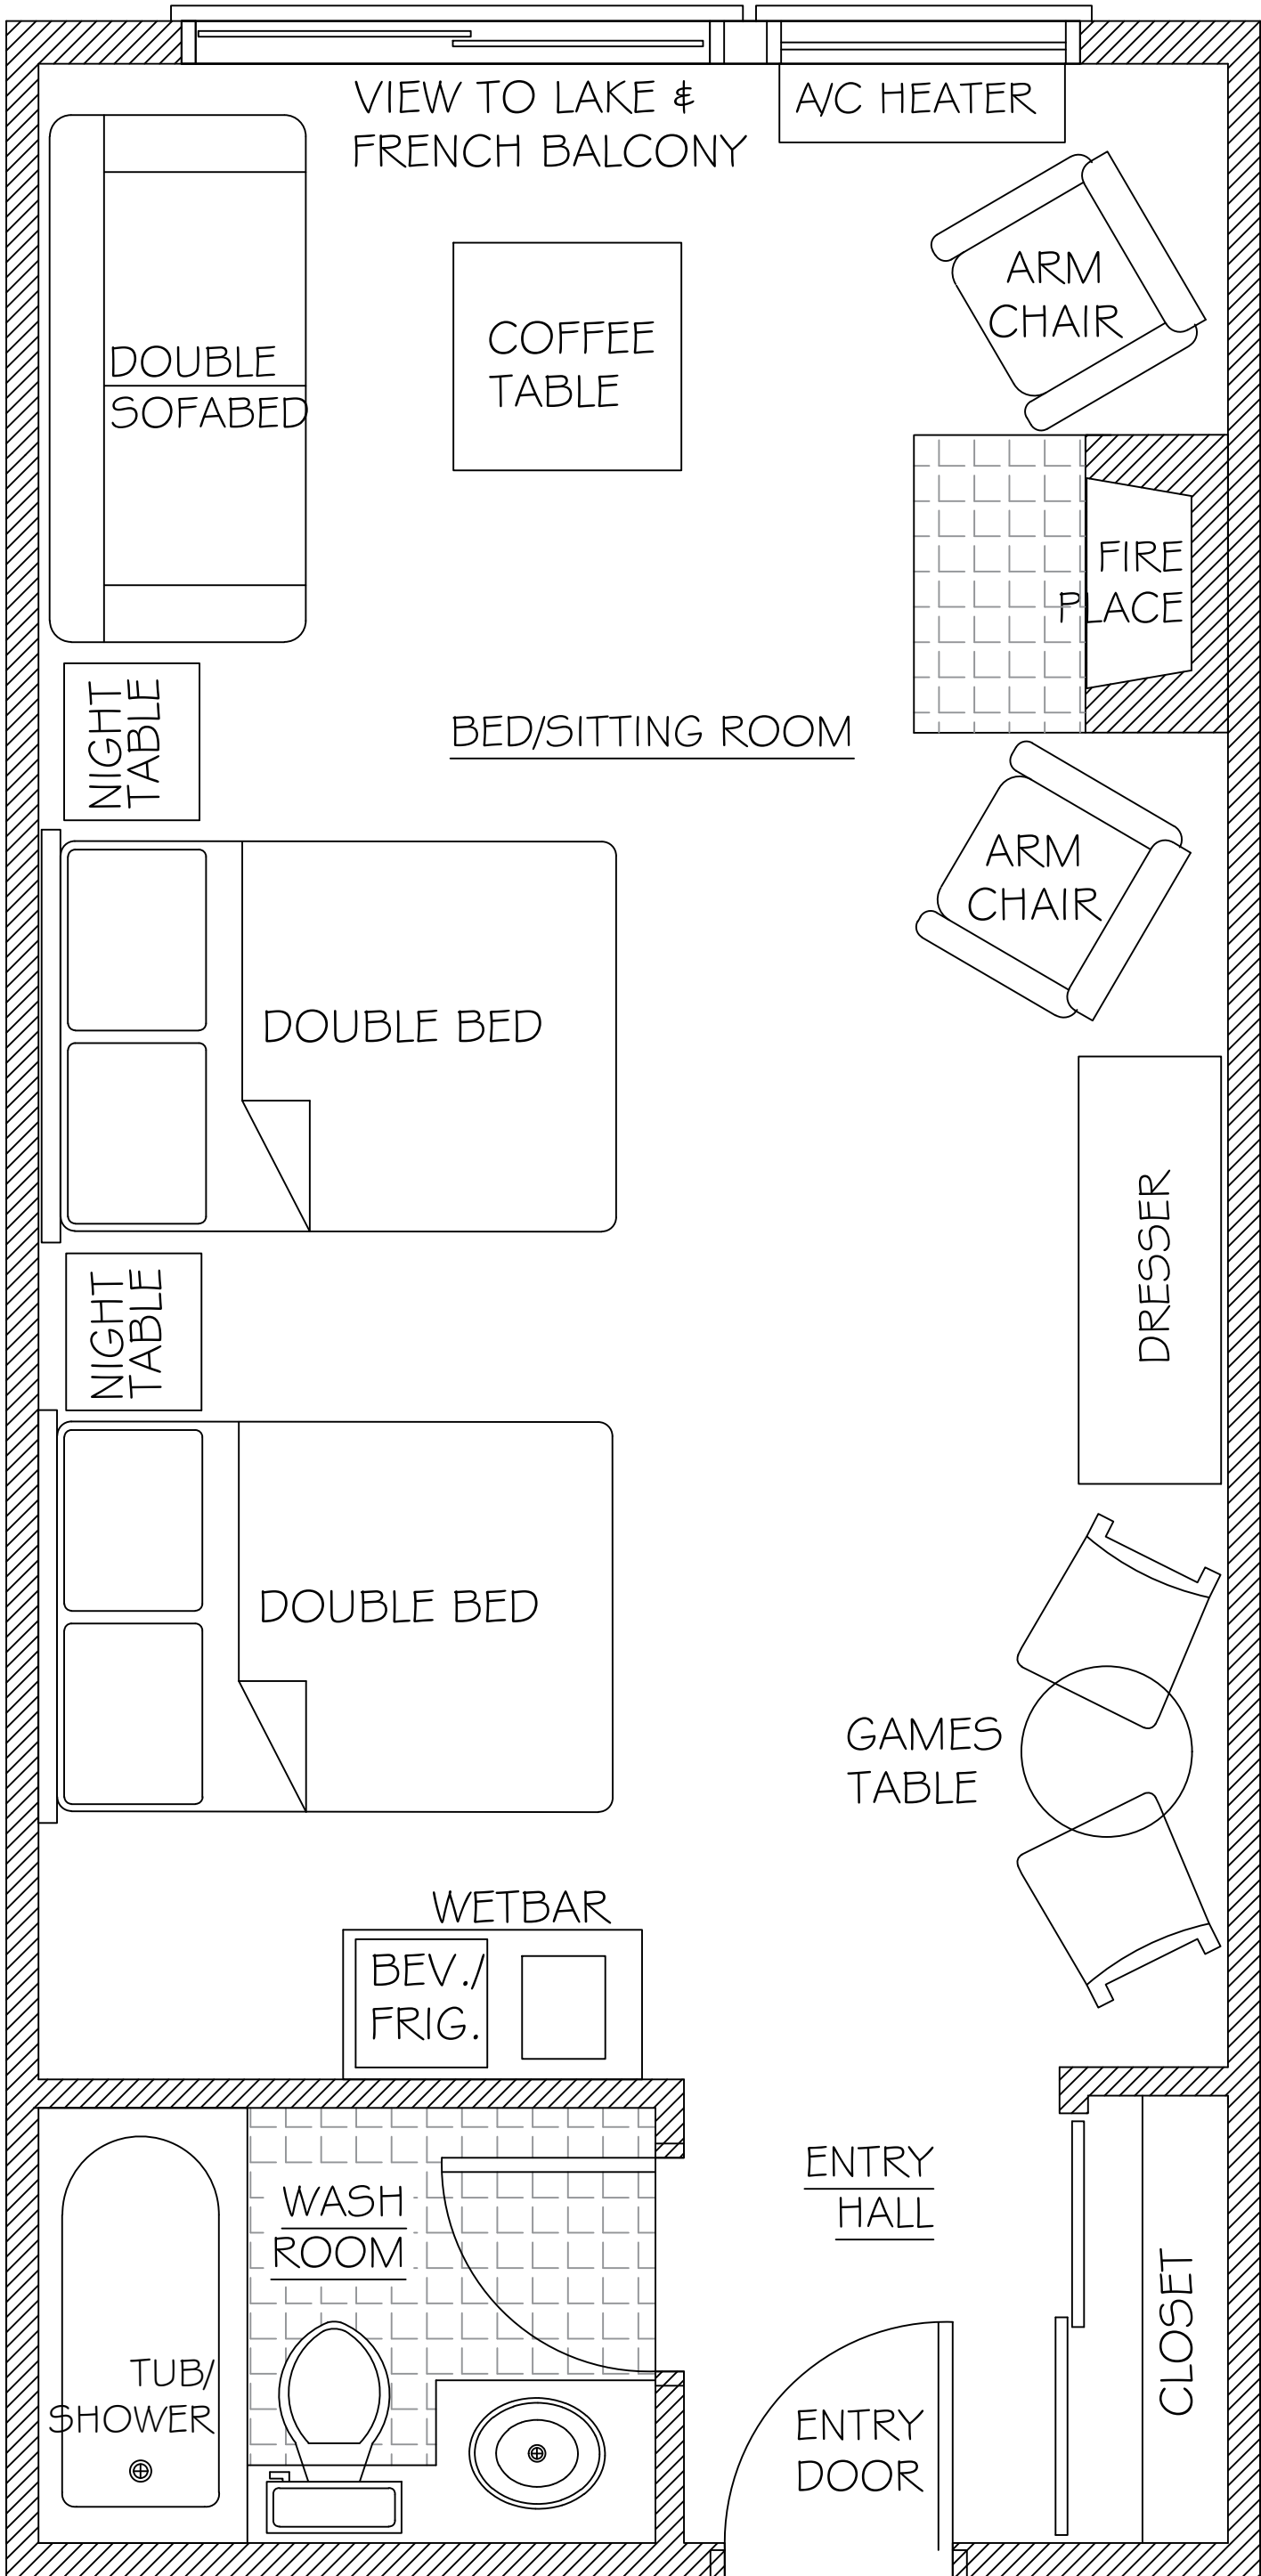 VIEW TO LAKE &
FRENCH BALCONY
A/C HEATER
ARM
CHAIR
COFFEE
TABLE
DOUBLE
SOFABED
FIRE
PLACE
NIGHT
TABLE
BED/SITTING ROOM
ARM
CHAIR
DOUBLE BED
DRESSER
NIGHT
TABLE
DOUBLE BED
GAMES
TABLE
WETBAR
BEV./
FRIG.
ENTRY
HALL
WASH
ROOM
CLOSET
TUB/
SHOWER
ENTRY
DOOR